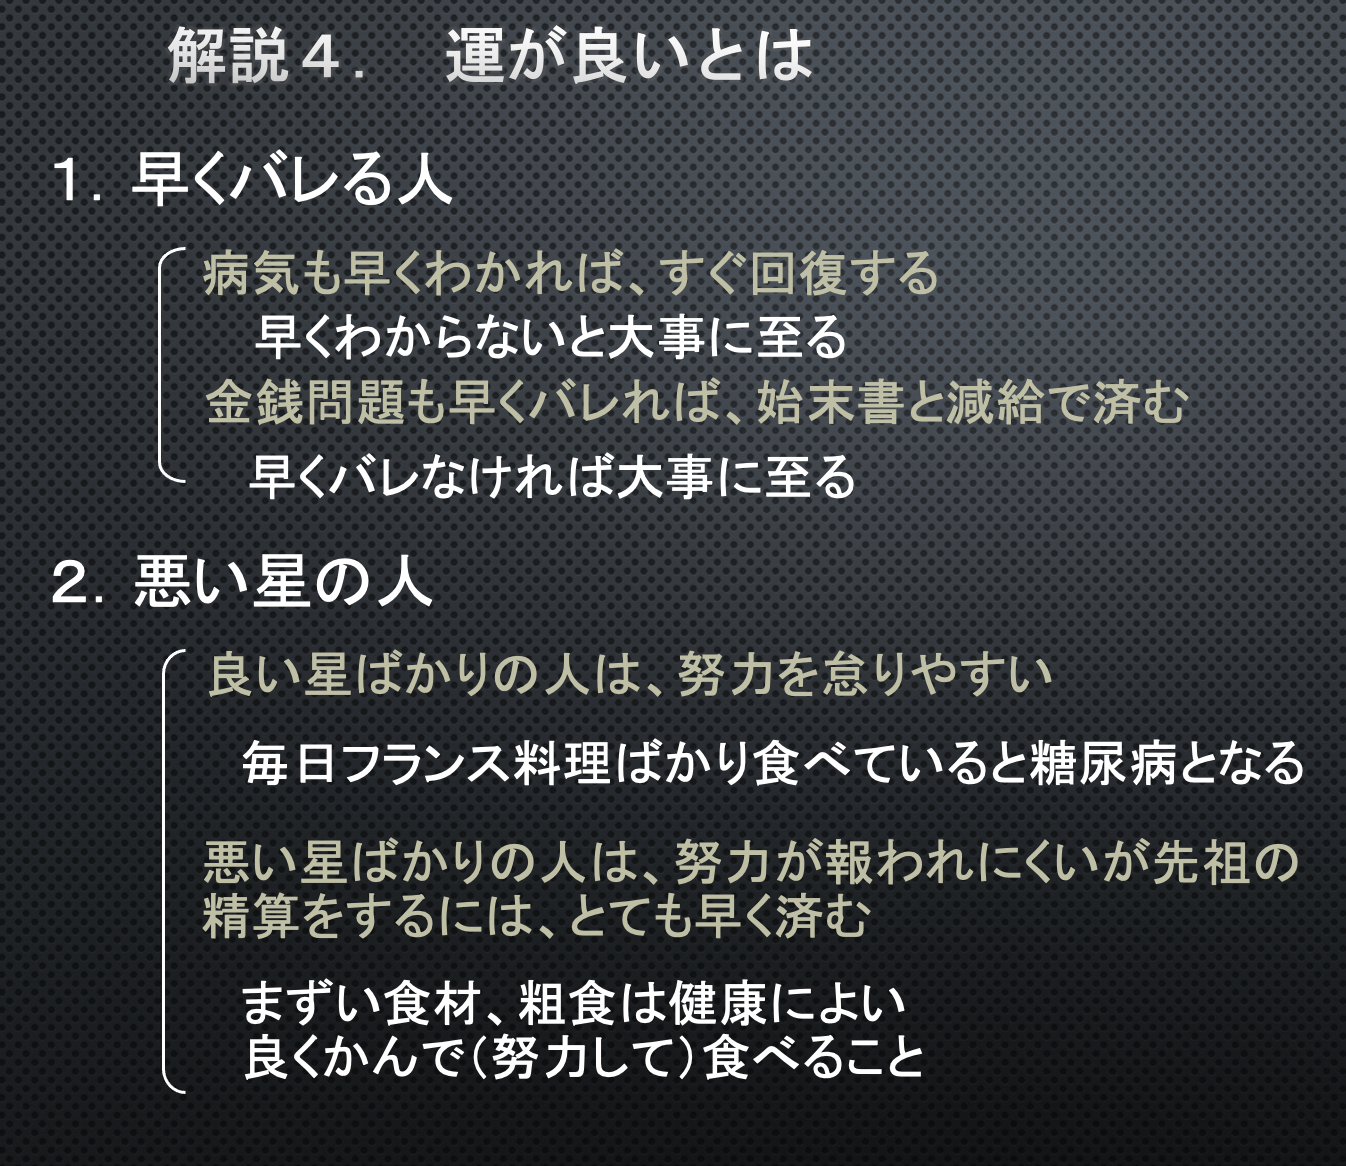 解説４． 運が良いとは
１．早くバレる人
病気も早くわかれば、すぐ回復する
早くわからないと大事に至る
金銭問題も早くバレれば、始末書と減給で済む
早くバレなければ大事に至る
２．悪い星の人
良い星ばかりの人は、努力を怠りやすい
毎日フランス料理ばかり食べていると糖尿病となる
悪い星ばかりの人は、努力が報われにくいが先祖の
精算をするには、とても早く済む
まずい食材、粗食は健康によい
良くかんで（努力して）食べること